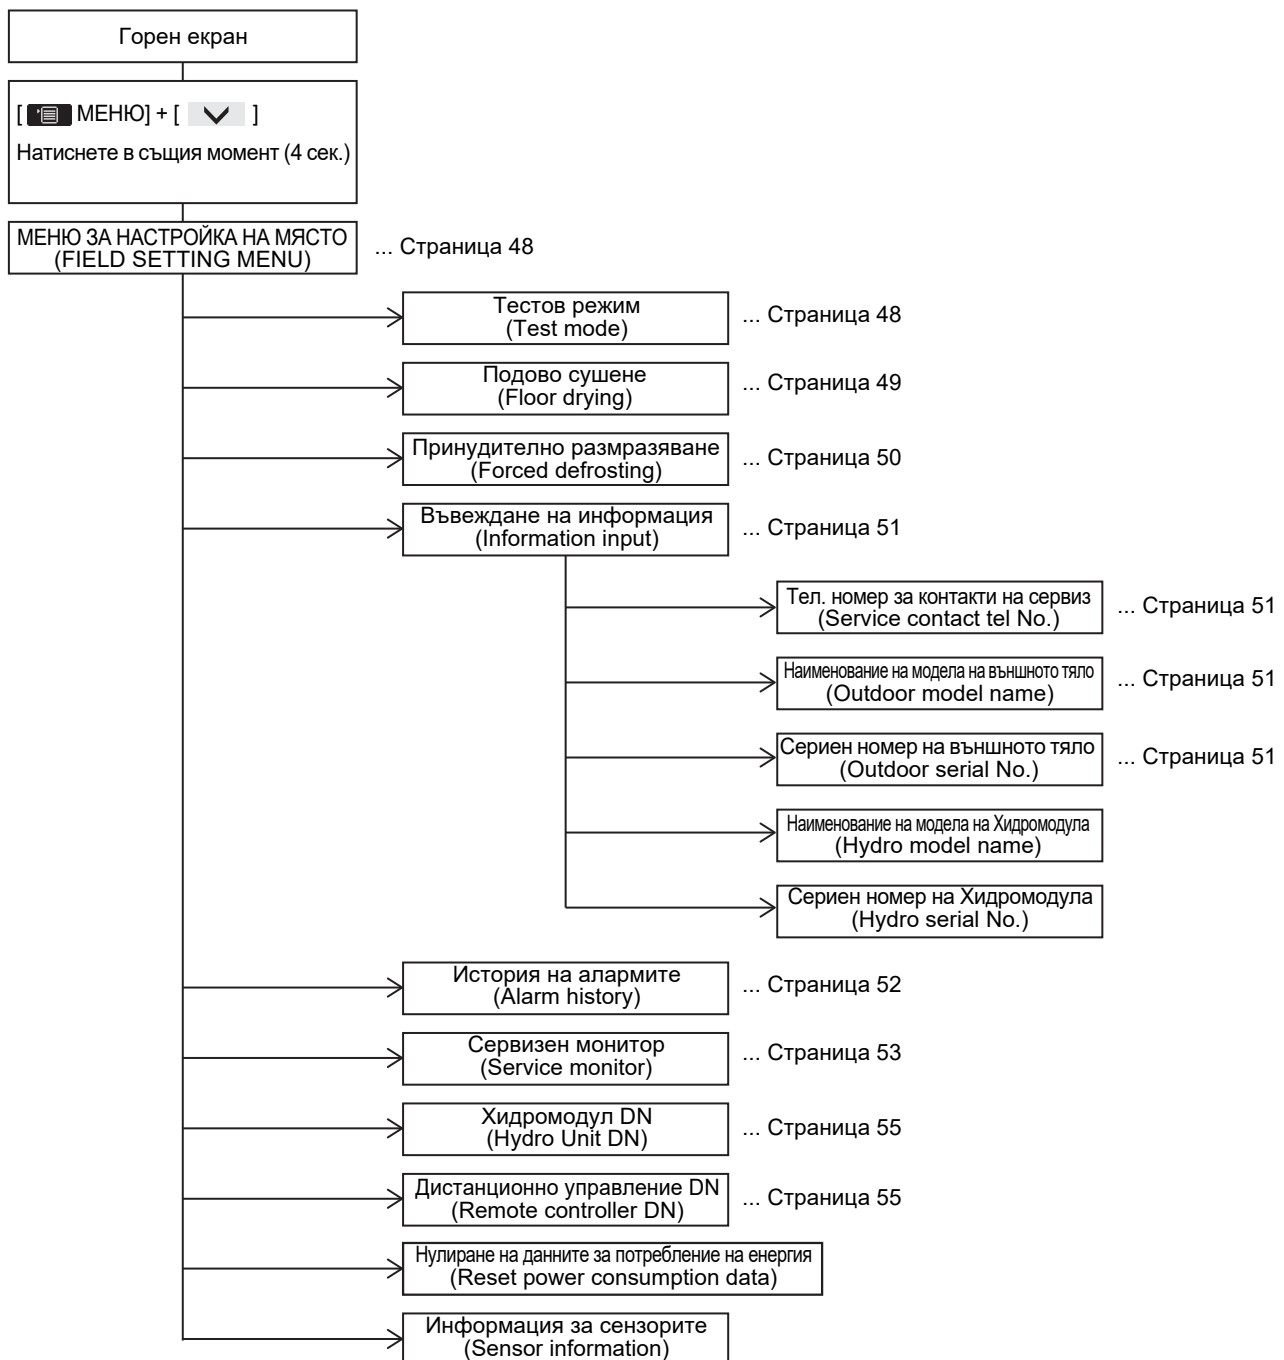 Горен екран
[ МЕНЮ] + [ ]
Натиснете в същия момент (4 сек.)
МЕНЮ ЗА НАСТРОЙКА НА МЯСТО
(FIELD SETTING MENU)
... Страница 48
Тестов режим
(Test mode)
... Страница 48
Подово сушене
(Floor drying)
... Страница 49
Принудително размразяване
(Forced defrosting)
... Страница 50
Въвеждане на информация
(Information input)
... Страница 51
Тел. номер за контакти на сервиз
(Service contact tel No.)
... Страница 51
Наименование на модела на външното тяло
(Outdoor model name)
... Страница 51
Сериен номер на външното тяло
(Outdoor serial No.)
... Страница 51
Наименование на модела на Хидромодула
(Hydro model name)
Сериен номер на Хидромодула
(Hydro serial No.)
История на алармите
(Alarm history)
... Страница 52
Сервизен монитор
(Service monitor)
... Страница 53
Хидромодул DN
(Hydro Unit DN)
... Страница 55
Дистанционно управление DN
(Remote controller DN)
... Страница 55
Нулиране на данните за потребление на енергия
(Reset power consumption data)
Информация за сензорите
(Sensor information)